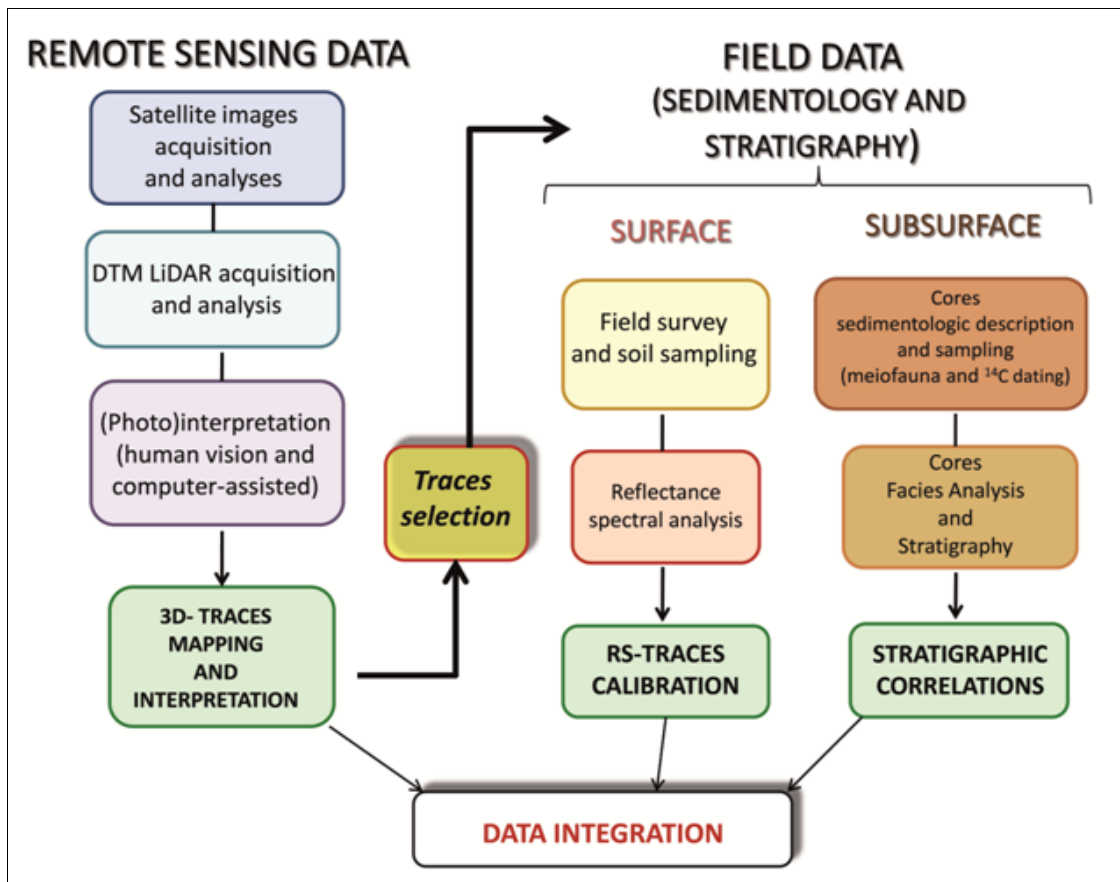 REMOTE SENSING DATA
Satellite images
acquisition
and analyses
DTM LiDAR acquisition
and analysis
(Photo)interpretation
(human vision and
computer-assisted)
3D- TRACES
MAPPING
AND
INTERPRETATION
Traces
selection
FIELD DATA
(SEDIMENTOLOGY AND
STRATIGRAPHY)
SURFACE
Field survey
and soil sampling
Reflectance
spectral analysis
RS-TRACES
CALIBRATION
SUBSURFACE
Cores
sedimentologic description
and sampling
(meiofauna and ¹⁴C dating)
Cores
Facies Analysis
and
Stratigraphy
STRATIGRAPHIC
CORRELATIONS
DATA INTEGRATION